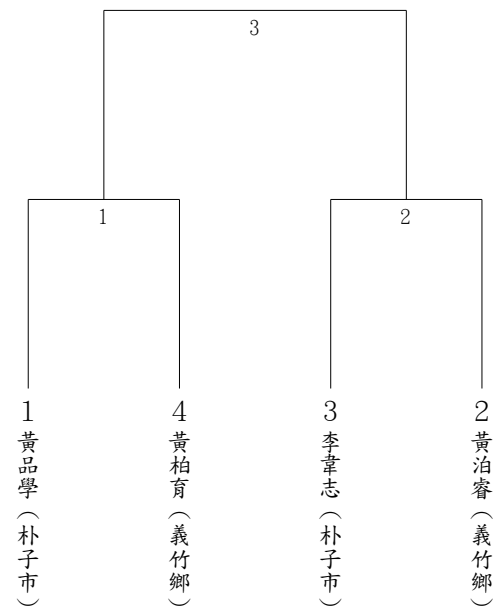 3
1
2
1 黃品學(朴子市)
4 黃柏育(義竹鄉)
3 李韋志(朴子市)
2 黃泊睿(義竹鄉)